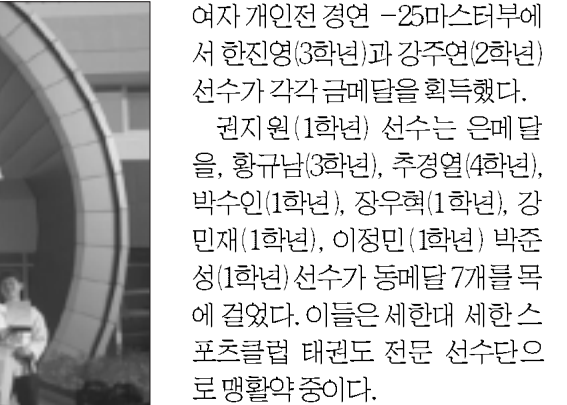 여자 개인전 경연 -25마스터부에
서 한진영(3학년)과 강주연(2학년)
선수가 각각 금메달을 획득했다.
권지원(1학년) 선수는 은메달
을, 황규남(3학년), 추경열(4학년),
박수인(1학년), 장우혁(1학년), 강
민재(1학년), 이정민(1학년) 박준
성(1학년) 선수가 동메달 7개를 목
에 걸었다. 이들은 세한대 세한스
포츠클럽 태권도 전문 선수단으
로 맹활약 중이다.